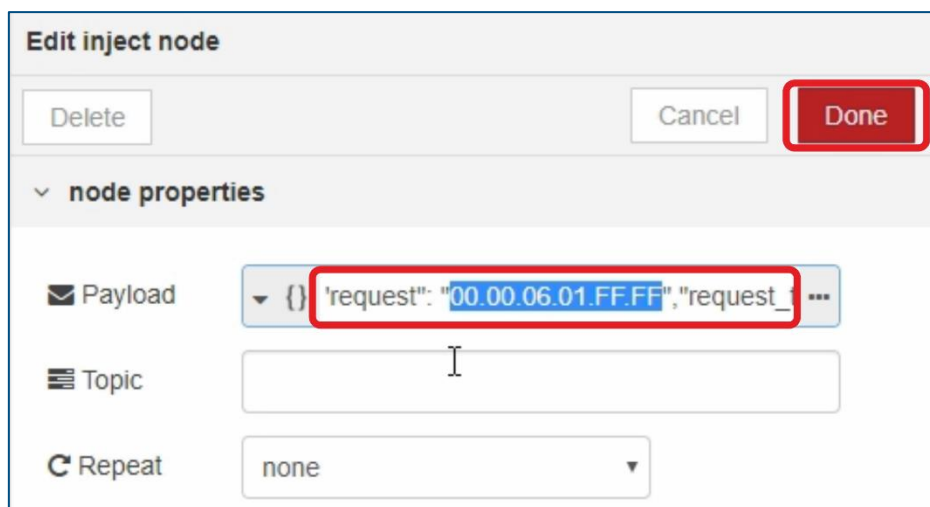 Edit inject node
Delete Cancel Done
node properties
Payload {} 'request": "00.00.06.01.FF.FF","request_t ...
Topic
Repeat none